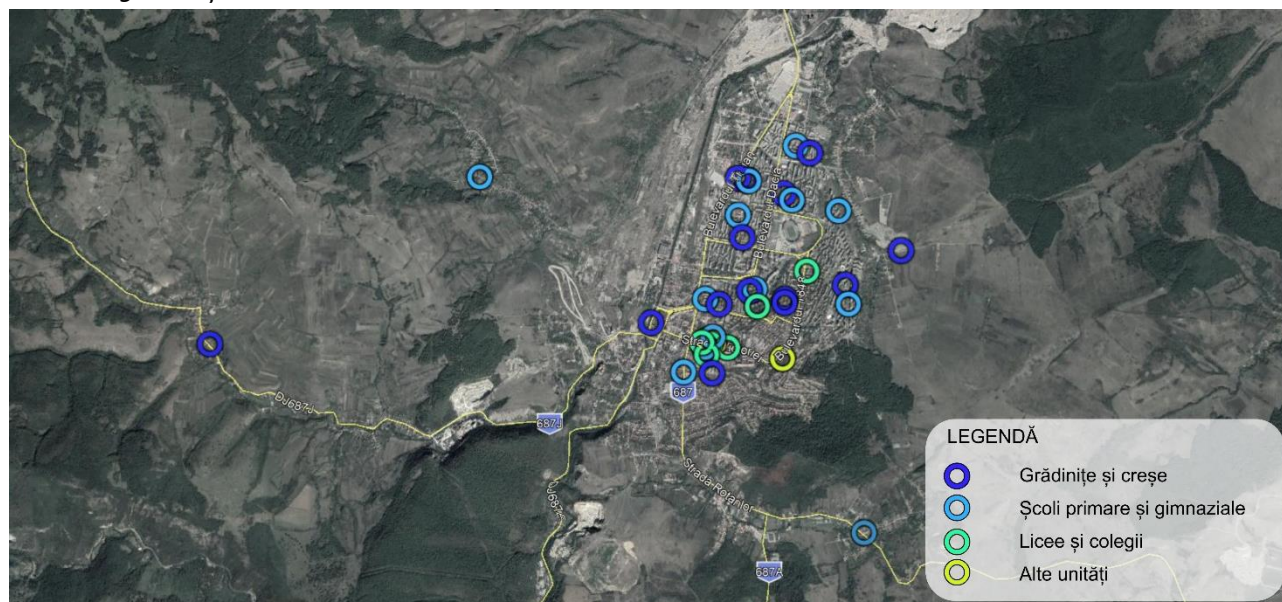 Bulevardul Dacia
DJ687J
687J
687
Strada Rotarilor
687A
LEGENDĂ
Grădinițe și creșe
Școli primare și gimnaziale
Licee și colegii
Alte unități